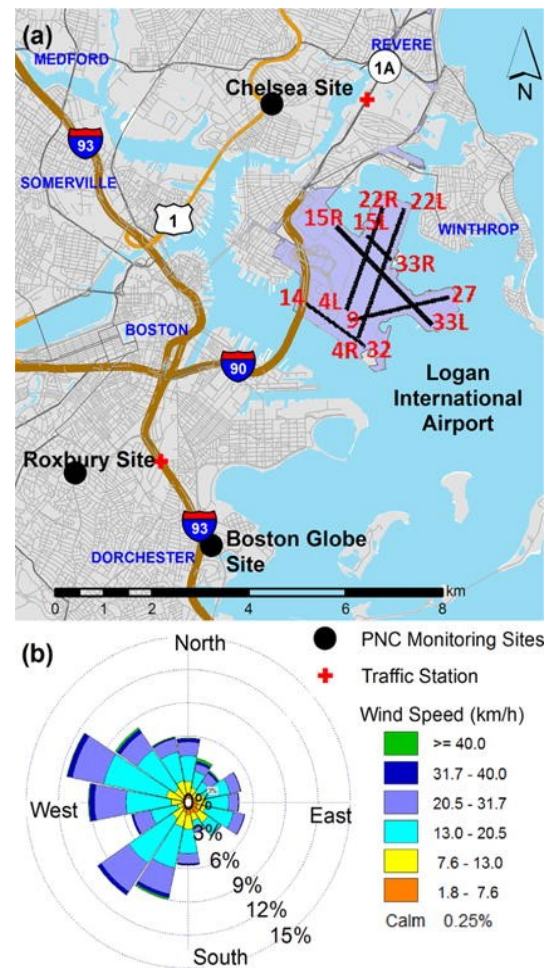 (a)
REVERE
MEDFORD
1A
N
Chelsea Site
93
SOMERVILLE
1
22R 22L
15R 15L
WINTHROP
33R
14 4L 9 27
33L
BOSTON
4R 32
90
Logan
International
Airport
Roxbury Site
93
Boston Globe
Site
DORCHESTER
km
0 1 2 4 6 8
(b)
North
PNC Monitoring Sites
Traffic Station
Wind Speed (km/h)
>= 40.0
31.7 - 40.0
West
East
20.5 - 31.7
3%
13.0 - 20.5
6%
7.6 - 13.0
9%
1.8 - 7.6
12%
Calm 0.25%
15%
South